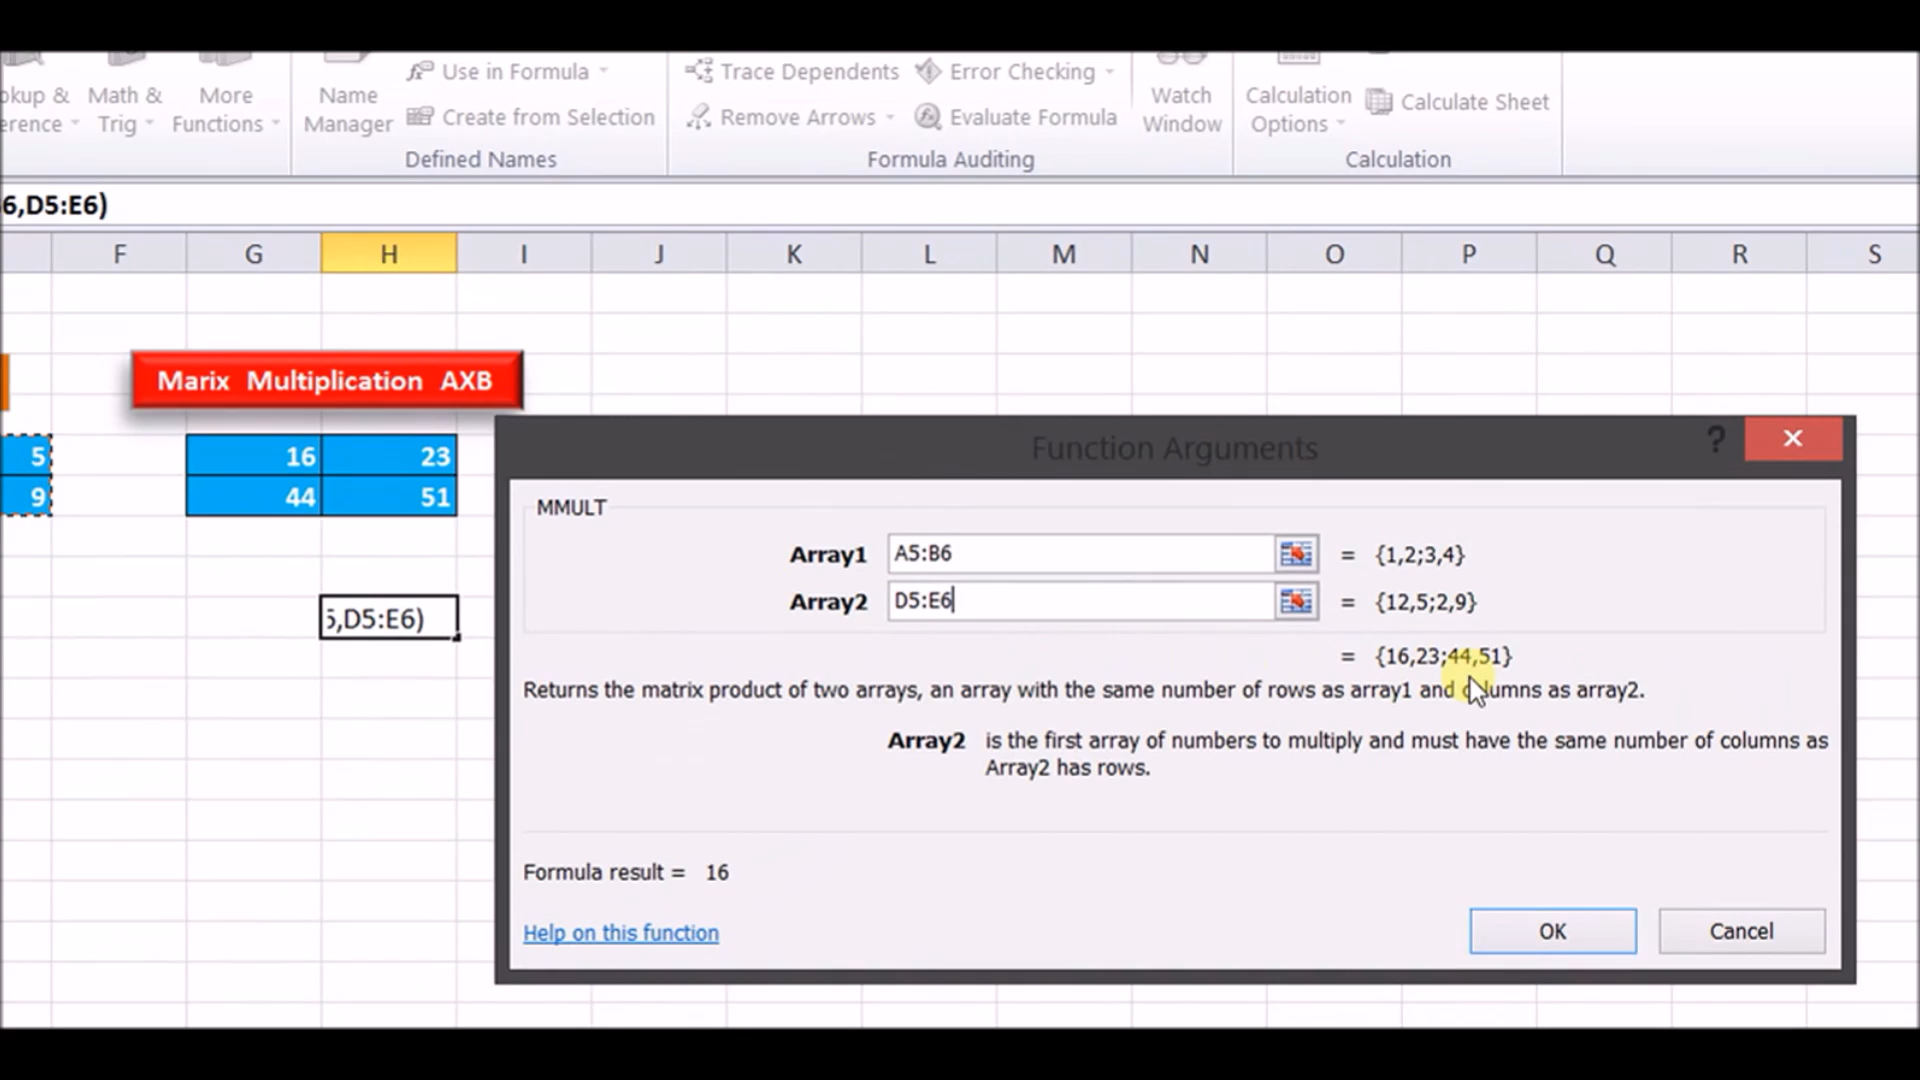 Use in Formula
Trace Dependents
Error Checking
okup &
erence
Math &
Trig
More
Functions
Name
Manager
Create from Selection
Remove Arrows
Evaluate Formula
Watch
Window
Calculation
Options
Calculate Sheet
Defined Names
Formula Auditing
Calculation
6,D5:E6)
F G H I J K L M N O P Q R S
Marix Multiplication AXB
5 16 23
9 44 51
5,D5:E6)
Function Arguments
?
MMULT
Array1 A5:B6 = {1,2;3,4}
Array2 D5:E6 = {12,5;2,9}
= {16,23;44,51}
Returns the matrix product of two arrays, an array with the same number of rows as array1 and columns as array2.
Array2 is the first array of numbers to multiply and must have the same number of columns as
Array2 has rows.
Formula result = 16
Help on this function
OK
Cancel